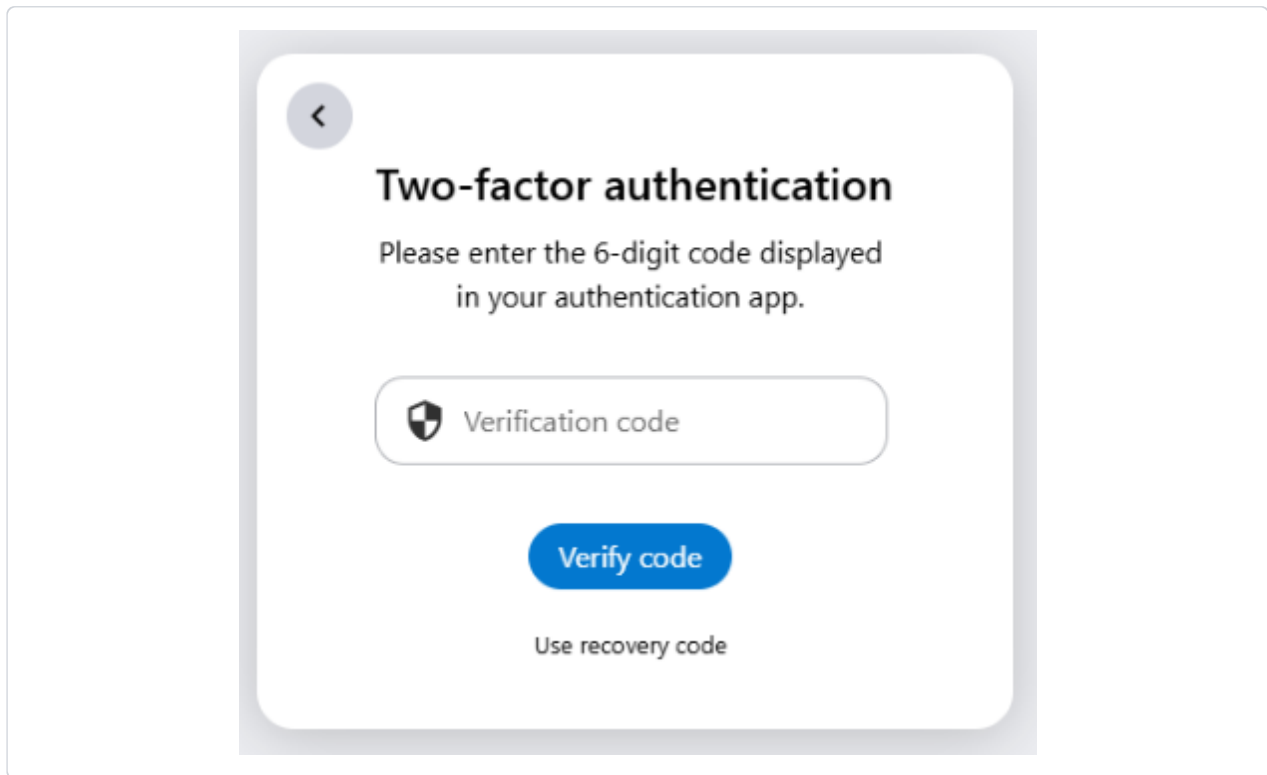 Two-factor authentication
Please enter the 6-digit code displayed
in your authentication app.
Verification code
Verify code
Use recovery code